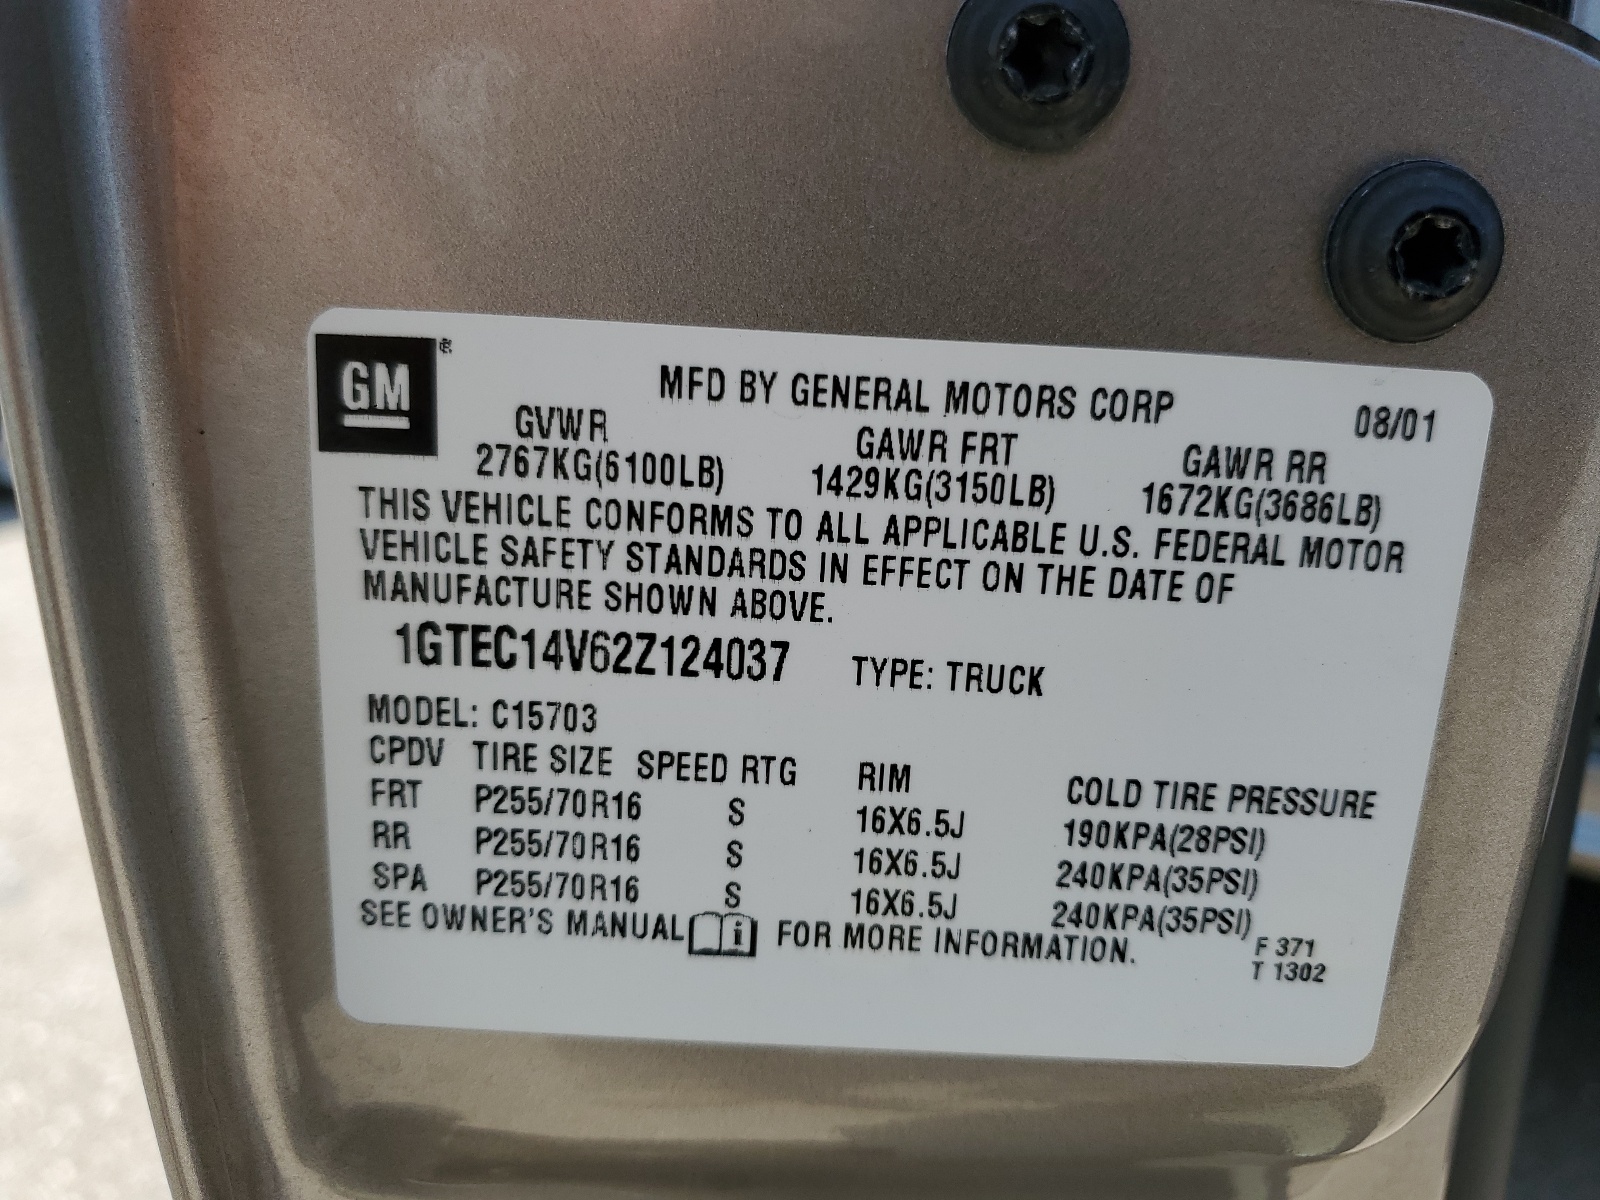 GM ®
MFD BY GENERAL MOTORS CORP 08/01
GVWR GAWR FRT GAWR RR
2767KG(6100LB) 1429KG(3150LB) 1672KG(3686LB)
THIS VEHICLE CONFORMS TO ALL APPLICABLE U.S. FEDERAL MOTOR
VEHICLE SAFETY STANDARDS IN EFFECT ON THE DATE OF
MANUFACTURE SHOWN ABOVE.
1GTEC14V62Z124037 TYPE: TRUCK
MODEL: C15703
CPDV TIRE SIZE SPEED RTG RIM COLD TIRE PRESSURE
FRT P255/70R16 S 16X6.5J 190KPA(28PSI)
RR P255/70R16 S 16X6.5J 240KPA(35PSI)
SPA P255/70R16 S 16X6.5J 240KPA(35PSI)
SEE OWNER'S MANUAL i FOR MORE INFORMATION.
F 371
T 1302